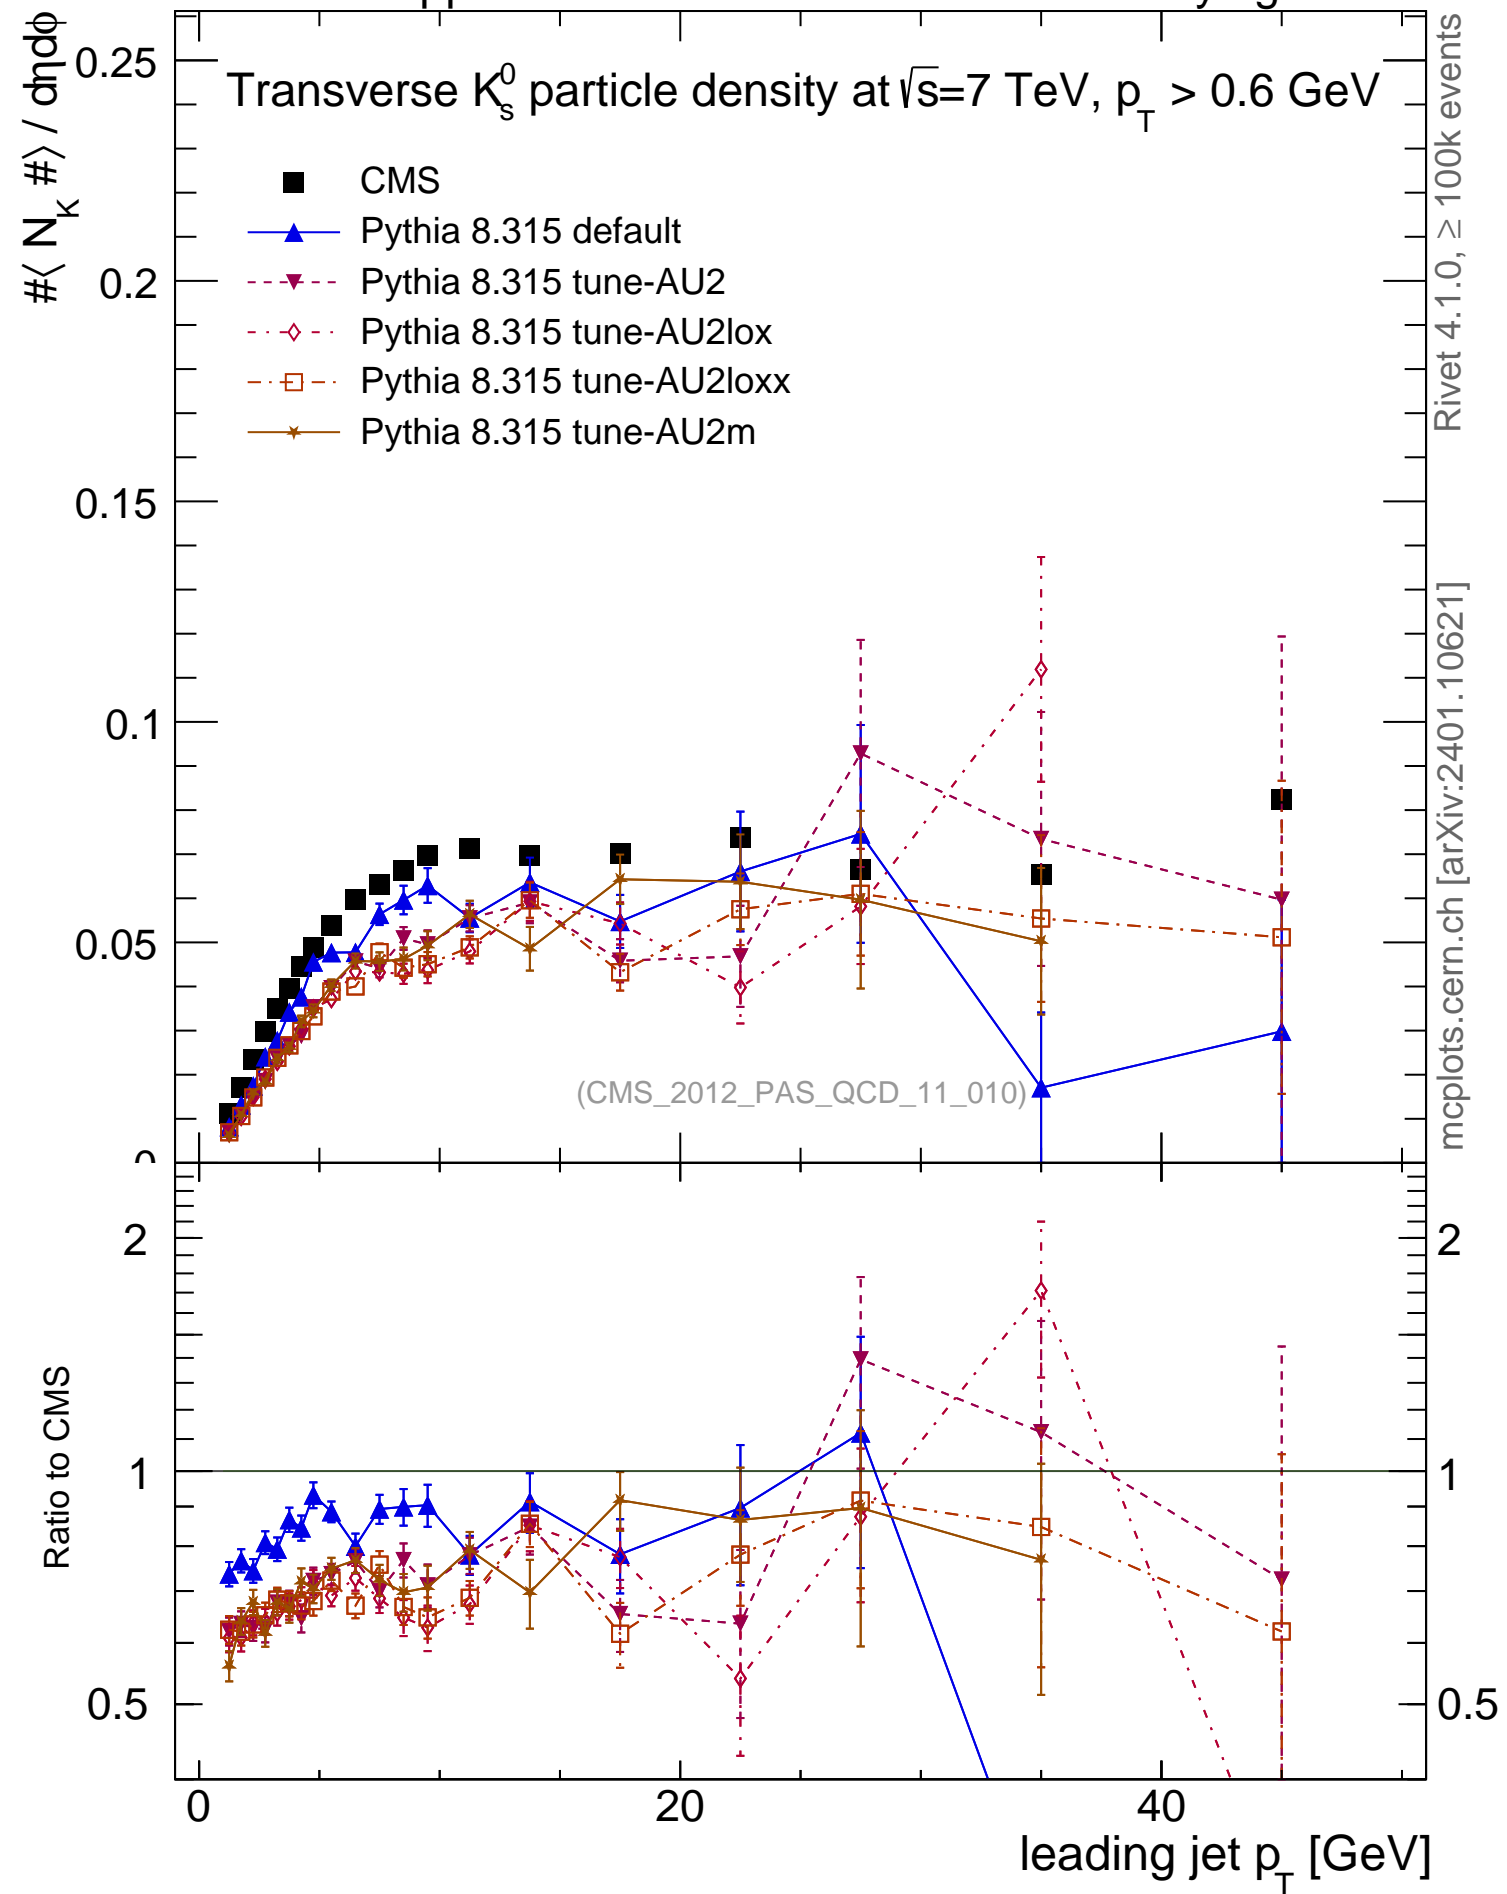 Transverse K⁰ₛ particle density at √s=7 TeV, p_T > 0.6 GeV
#⟨ N_K #⟩ / dηdϕ
CMS
Pythia 8.315 default
Pythia 8.315 tune-AU2
Pythia 8.315 tune-AU2lox
Pythia 8.315 tune-AU2loxx
Pythia 8.315 tune-AU2m
0.25
0.2
0.15
0.1
0.05
0
(CMS_2012_PAS_QCD_11_010)
Rivet 4.1.0, ≥ 100k events
mcplots.cern.ch [arXiv:2401.10621]
Ratio to CMS
2
1
0.5
2
1
0.5
0
20
40
leading jet p_T [GeV]